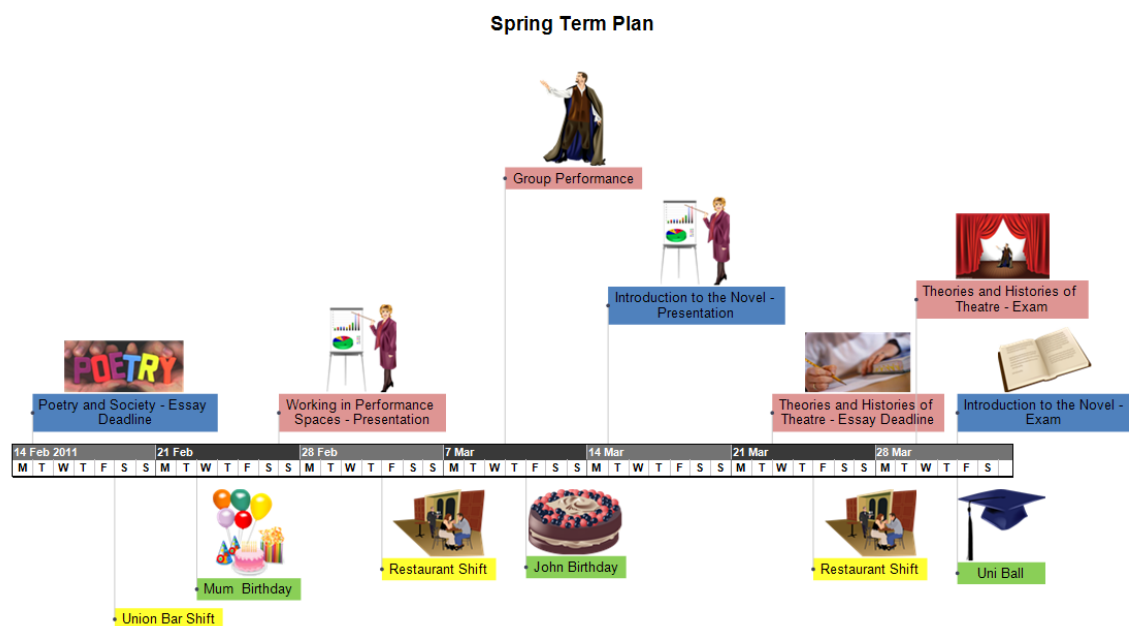 Spring Term Plan
Group Performance
Introduction to the Novel -
Presentation
Theories and Histories of
Theatre - Exam
POETRY
Poetry and Society - Essay
Deadline
Working in Performance
Spaces - Presentation
Theories and Histories of
Theatre - Essay Deadline
Introduction to the Novel -
Exam
14 Feb 2011 21 Feb 28 Feb 7 Mar 14 Mar 21 Mar 28 Mar
M T W T F S S M T W T F S S M T W T F S S M T W T F S S M T W T F S S M T W T F S S M T W T F S
Restaurant Shift
John Birthday
Restaurant Shift
Uni Ball
Mum Birthday
Union Bar Shift